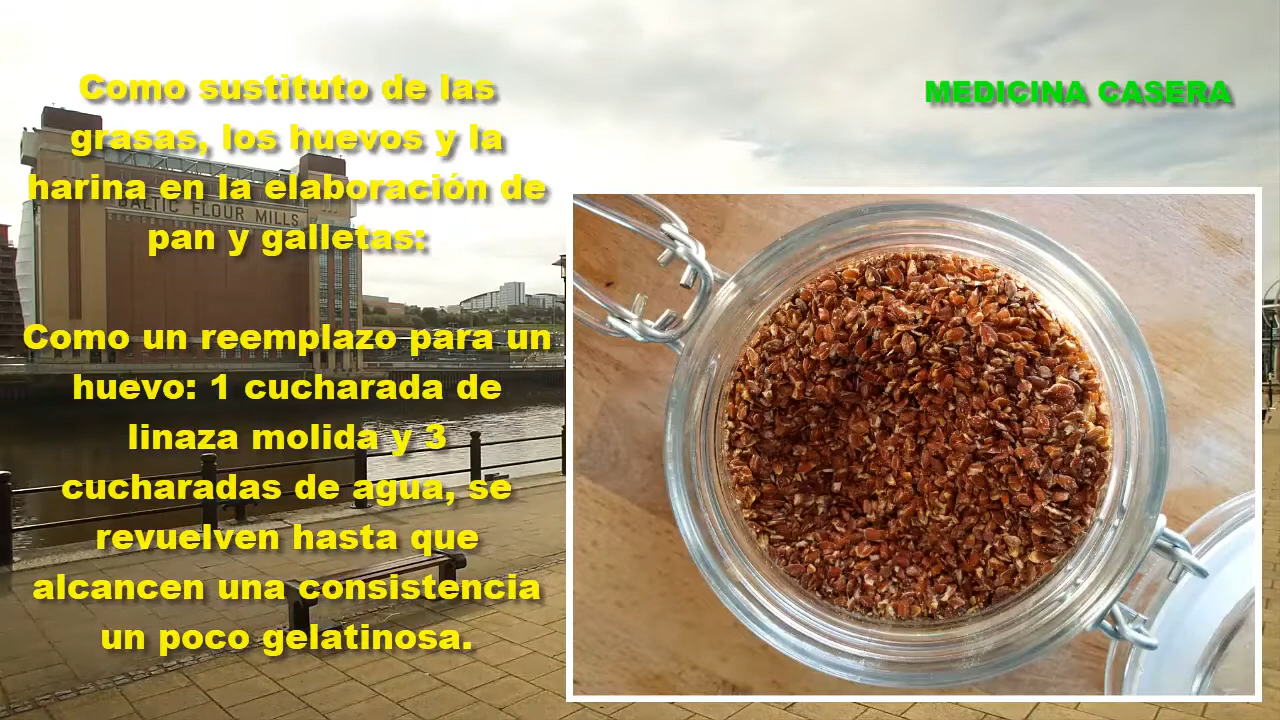 Como sustituto de las
grasas, los huevos y la
harina en la elaboración de
pan y galletas:
Como un reemplazo para un
huevo: 1 cucharada de
linaza molida y 3
cucharadas de agua, se
revuelven hasta que
alcancen una consistencia
un poco gelatinosa.
MEDICINA CASERA
BALTIC FLOUR MILLS